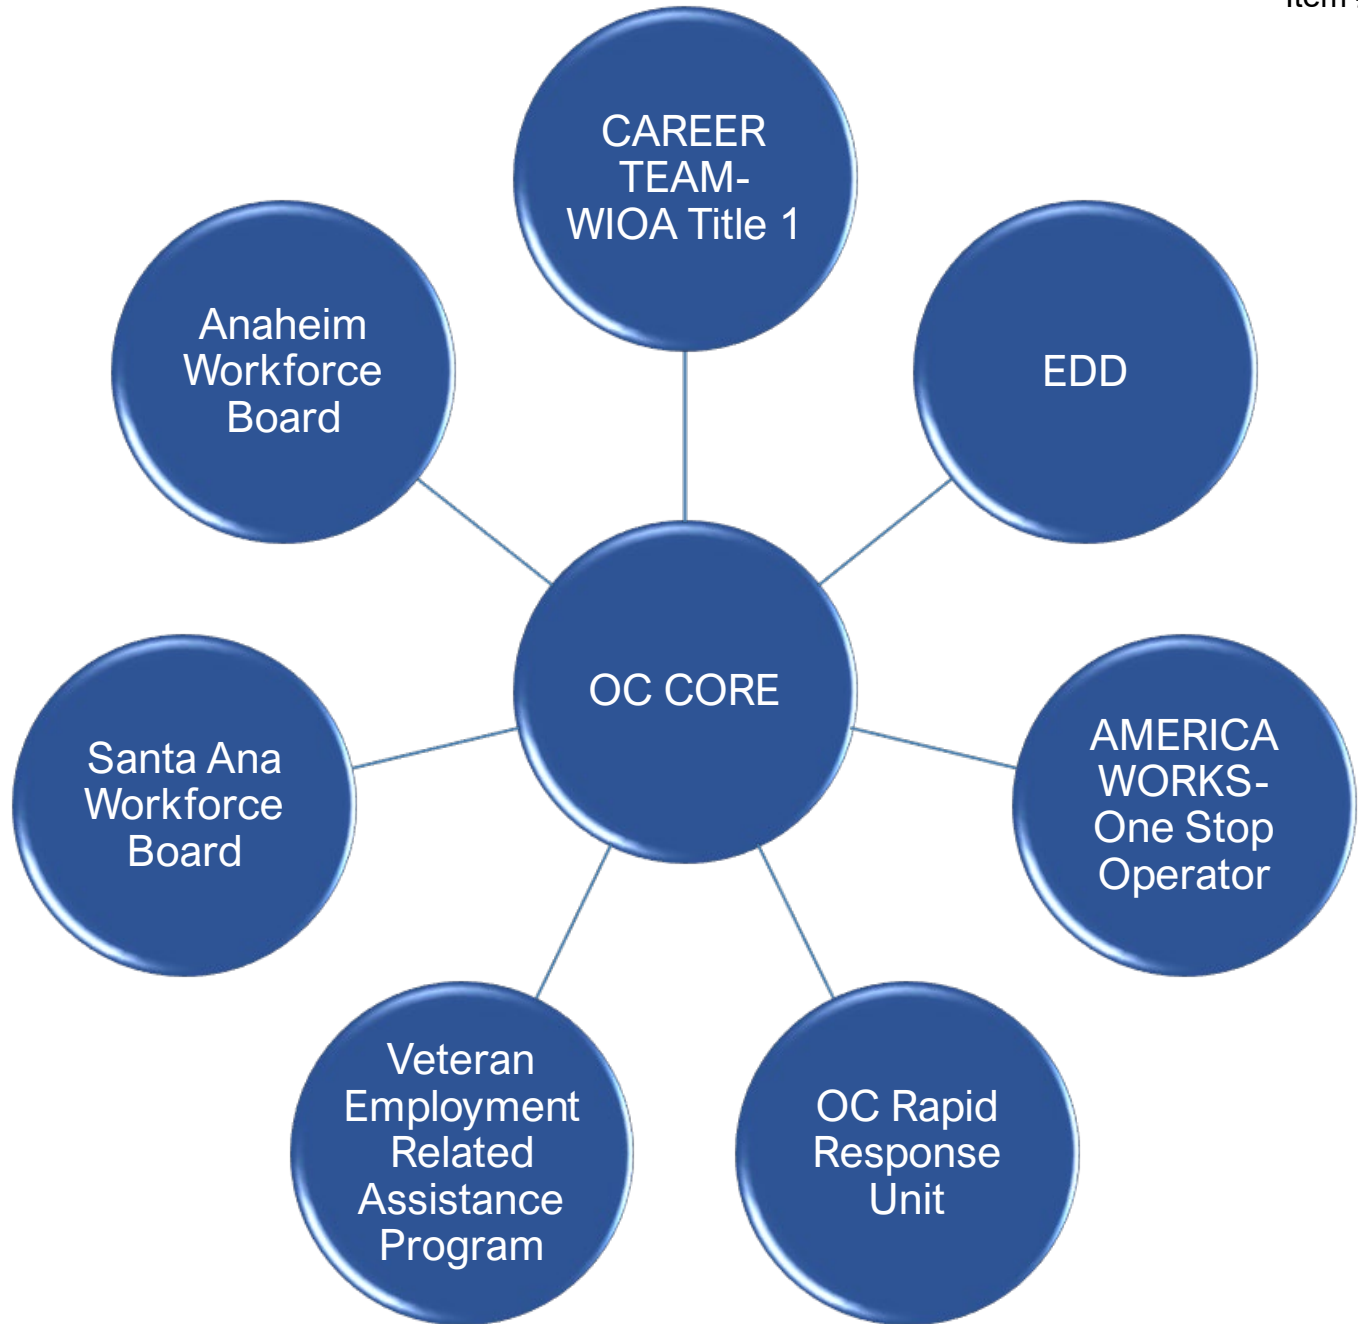 Item
CAREER
TEAM-
WIOA Title 1
EDD
AMERICA
WORKS-
One Stop
Operator
OC Rapid
Response
Unit
Veteran
Employment
Related
Assistance
Program
Santa Ana
Workforce
Board
Anaheim
Workforce
Board
OC CORE